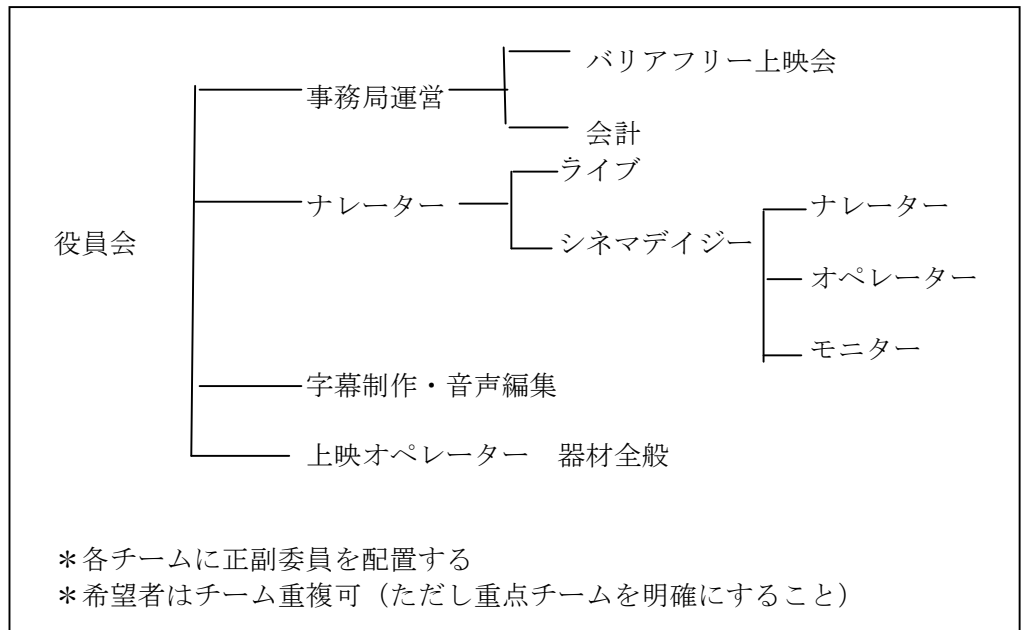 バリアフリー上映会
事務局運営
会計
ライブ
ナレーター
ナレーター
役員会
シネマデイジー
オペレーター
モニター
字幕制作・音声編集
上映オペレーター　器材全般
＊各チームに正副委員を配置する
＊希望者はチーム重複可（ただし重点チームを明確にすること）